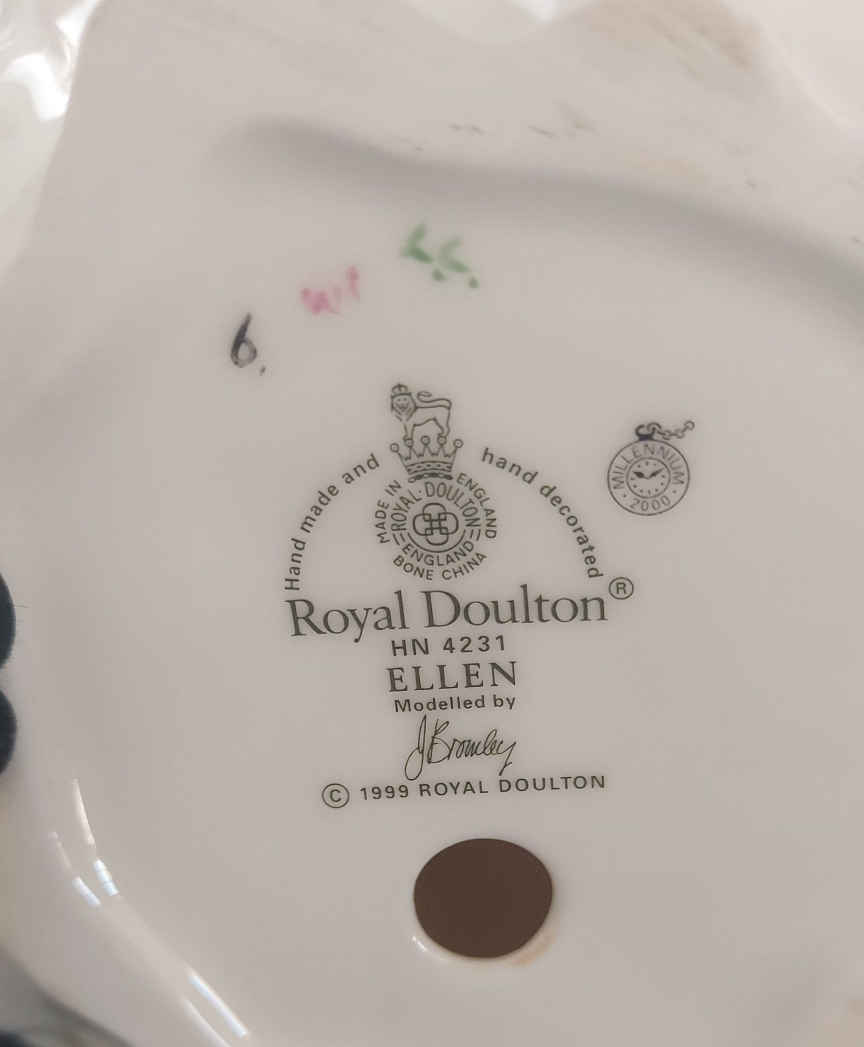 6.
Hand made and hand decorated
MADE IN ENGLAND
ROYAL · DOULTON
ENGLAND
BONE CHINA
MILLENNIUM
· 2000 ·
Royal Doulton®
HN 4231
ELLEN
Modelled by
J Bromley
© 1999 ROYAL DOULTON